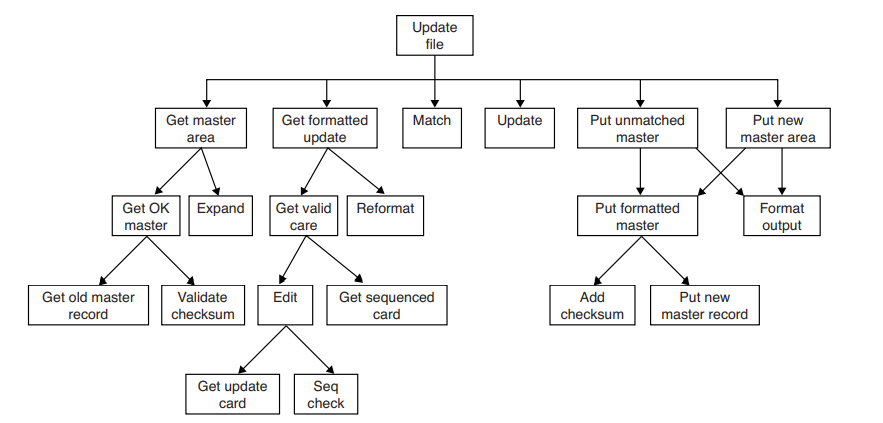 Update
file
Get master
area
Get formatted
update
Match
Update
Put unmatched
master
Put new
master area
Get OK
master
Expand
Get valid
care
Reformat
Put formatted
master
Format
output
Get old master
record
Validate
checksum
Edit
Get sequenced
card
Add
checksum
Put new
master record
Get update
card
Seq
check